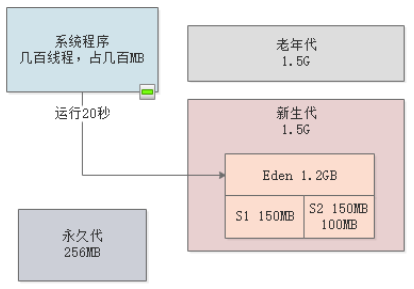 系统程序
几百线程，占几百MB
运行20秒
老年代
1.5G
新生代
1.5G
Eden 1.2GB
S1 150MB
S2 150MB
100MB
永久代
256MB